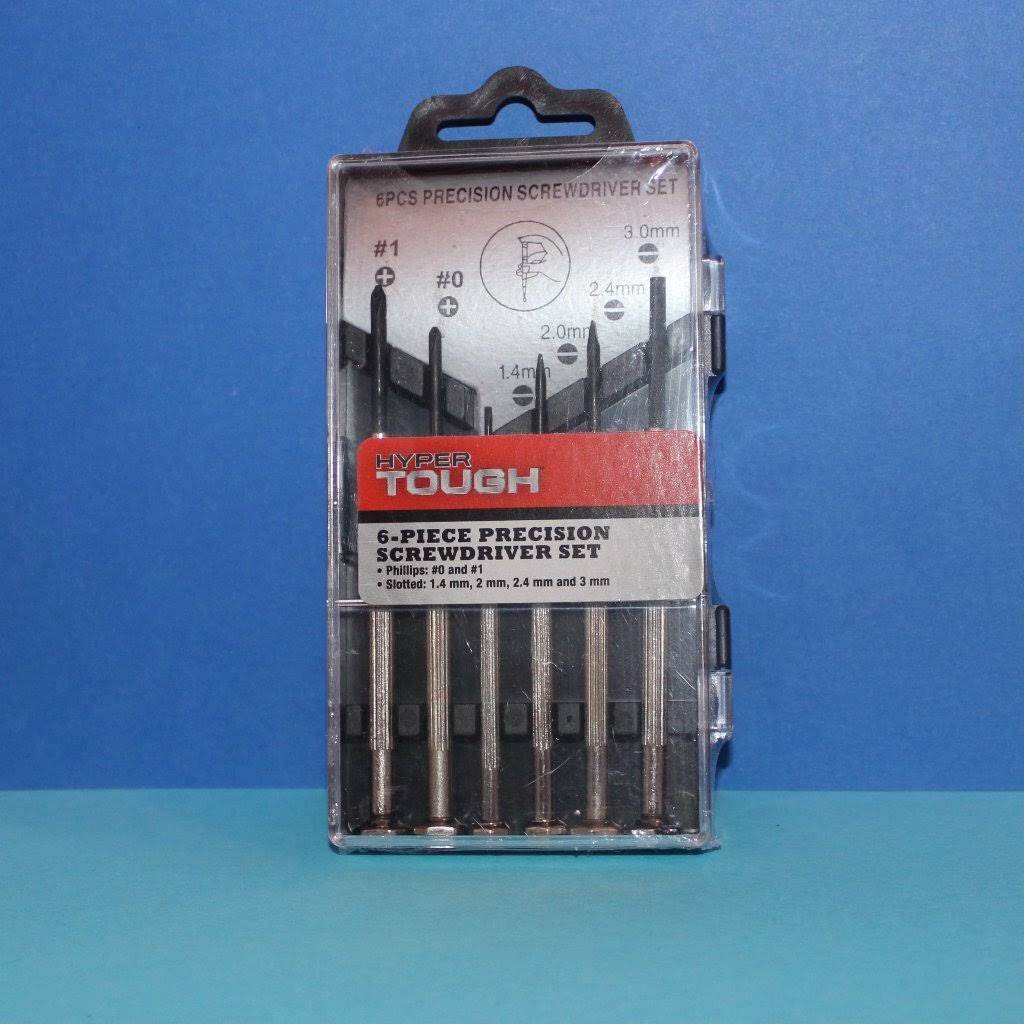 6PCS PRECISION SCREWDRIVER SET
3.0mm
#1
#0
2.4mm
2.0mm
1.4mm
HYPER
TOUGH
6-PIECE PRECISION
SCREWDRIVER SET
• Phillips: #0 and #1
• Slotted: 1.4 mm, 2 mm, 2.4 mm and 3 mm